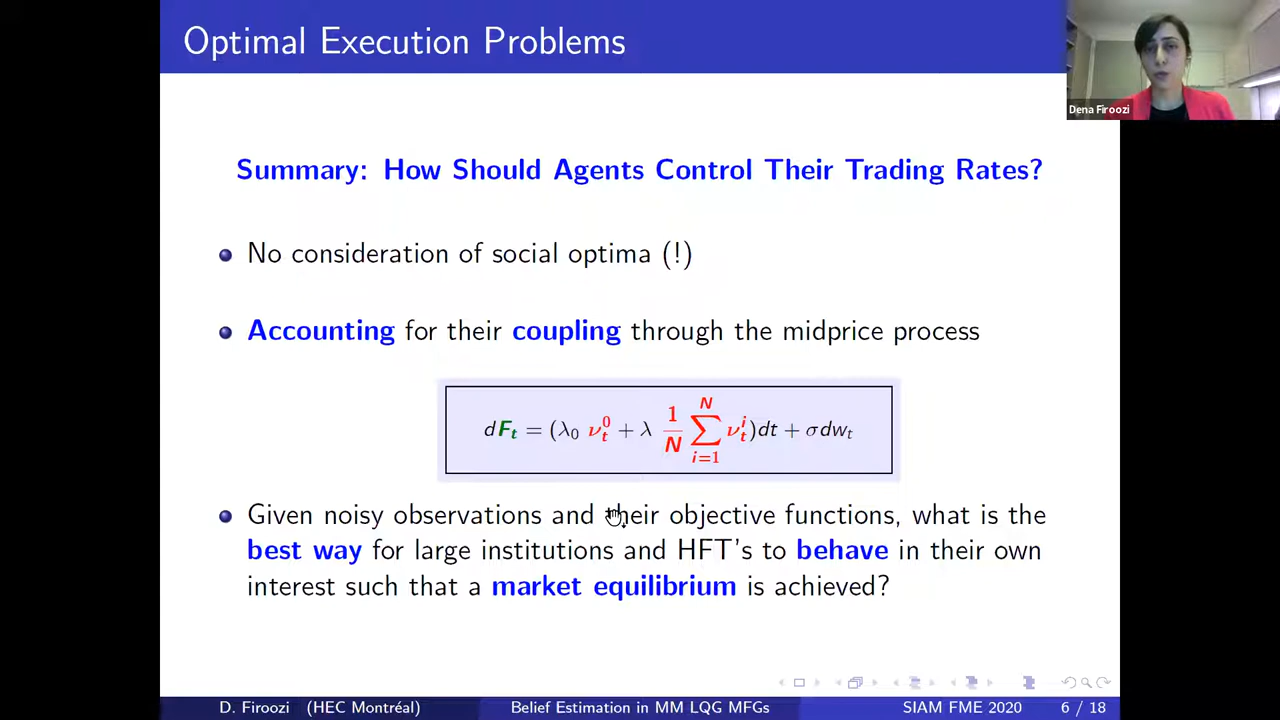 Optimal Execution Problems
Dena Firoozi
Summary: How Should Agents Control Their Trading Rates?
No consideration of social optima (!)
Accounting for their coupling through the midprice process
dF_t = (λ_0 ν_t^0 + λ 1/N ∑_{i=1}^N ν_t^i)dt + σdw_t
Given noisy observations and their objective functions, what is the
best way for large institutions and HFT's to behave in their own
interest such that a market equilibrium is achieved?
D. Firoozi (HEC Montréal) Belief Estimation in MM LQG MFGs SIAM FME 2020 6 / 18